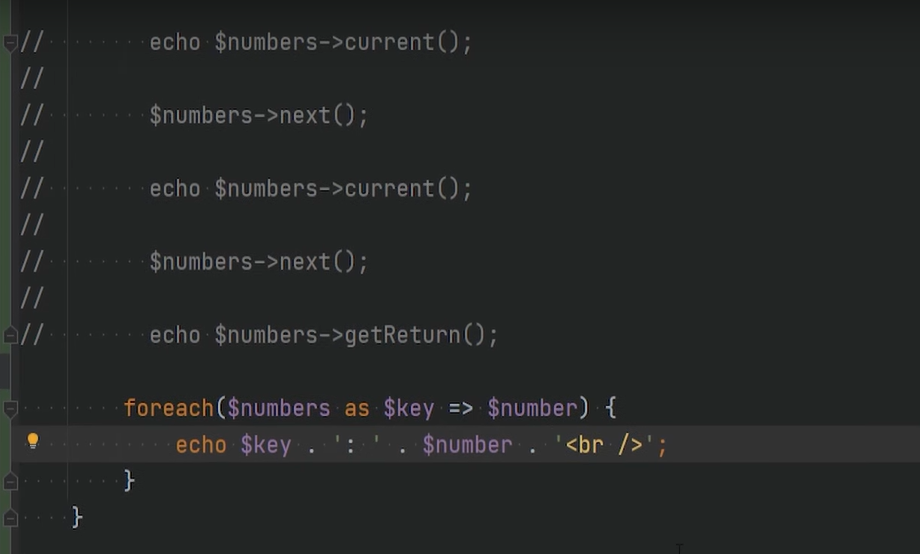 //        echo $numbers->current();
//
//        $numbers->next();
//
//        echo $numbers->current();
//
//        $numbers->next();
//
//        echo $numbers->getReturn();

        foreach($numbers as $key => $number) {
            echo $key . ': ' . $number . '<br />';
        }
    }